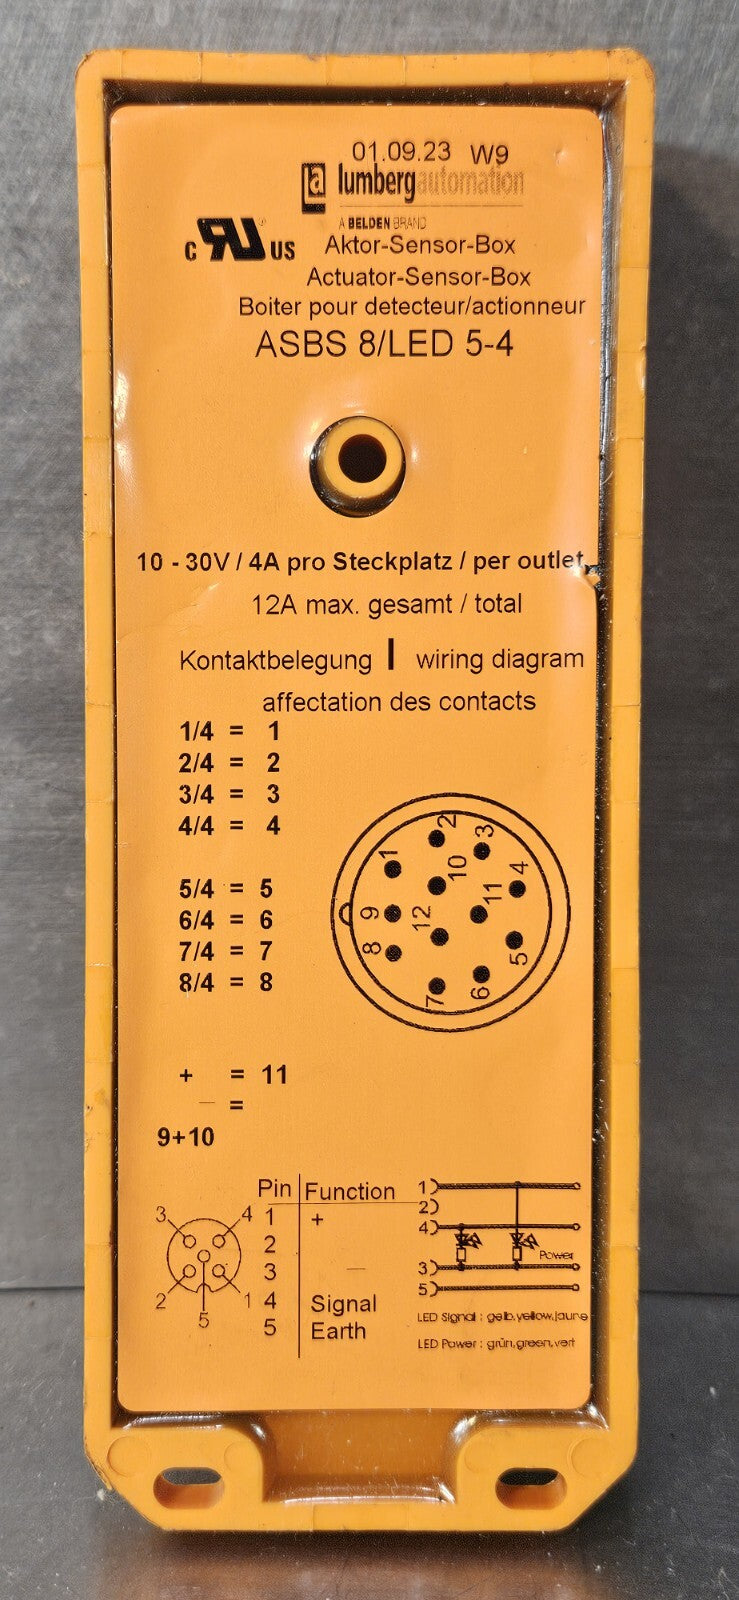 01.09.23 W9
la lumbergautomation
A BELDEN BRAND
c RU ® US
Aktor-Sensor-Box
Actuator-Sensor-Box
Boiter pour detecteur/actionneur
ASBS 8/LED 5-4
10 - 30V / 4A pro Steckplatz / per outlet
12A max. gesamt / total
Kontaktbelegung | wiring diagram
affectation des contacts
1/4 = 1
2/4 = 2
3/4 = 3
4/4 = 4
5/4 = 5
6/4 = 6
7/4 = 7
8/4 = 8
1 2 3 4 5 6 7 8 9 10 11 12
+ = 11
– =
9+10
3 4 2 5 1
Pin Function
1 +
2
3 –
4 Signal
5 Earth
1
2
4
3
5
Power
LED Signal : gelb,yellow,jaune
LED Power : grün,green,vert